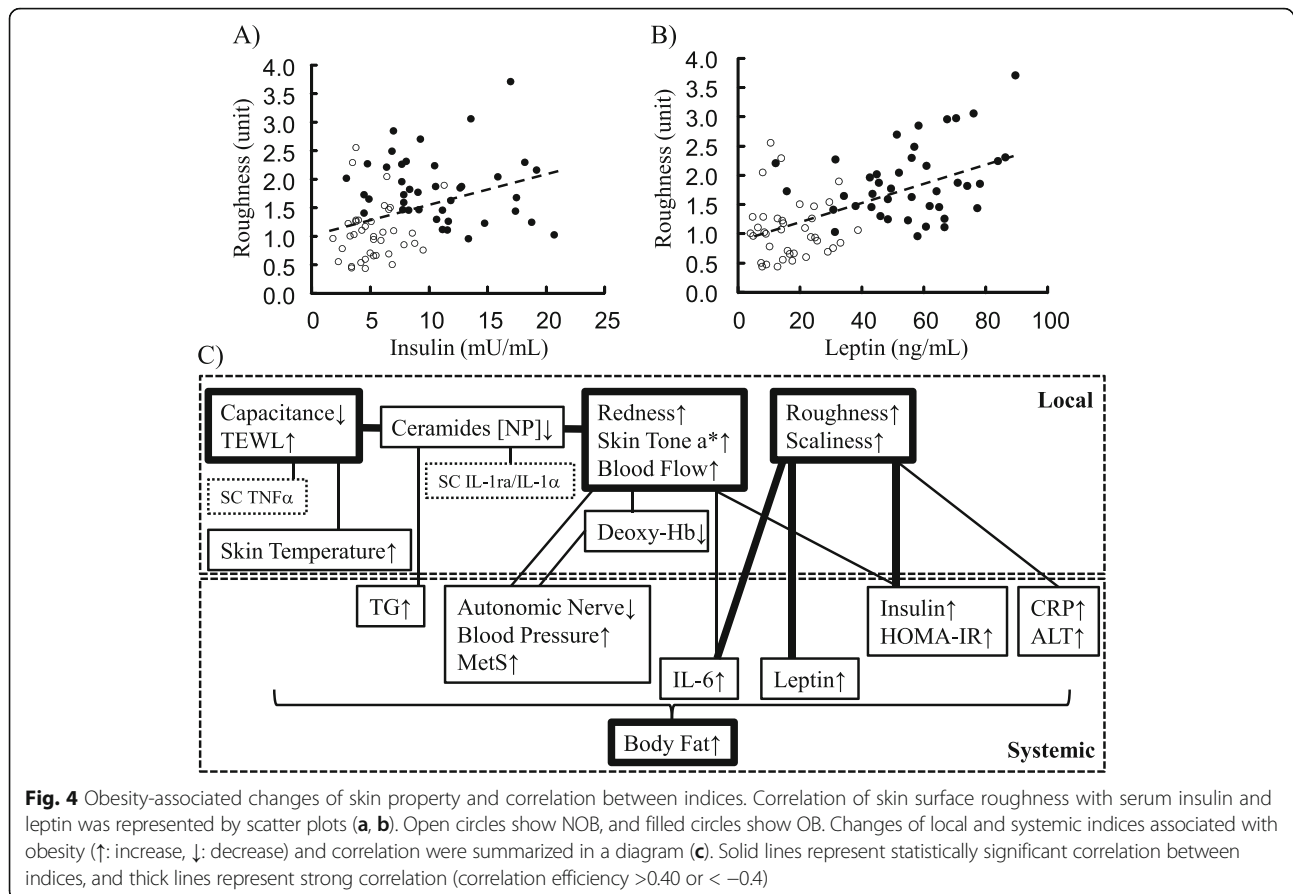 A)
B)
Roughness (unit)
4.0
3.5
3.0
2.5
2.0
1.5
1.0
0.5
0.0
0
5
10
15
20
25
Insulin (mU/mL)
Roughness (unit)
4.0
3.5
3.0
2.5
2.0
1.5
1.0
0.5
0.0
0
20
40
60
80
100
Leptin (ng/mL)
C)
Local
Capacitance↓
TEWL↑
Ceramides [NP]↓
Redness↑
Skin Tone a*↑
Blood Flow↑
Roughness↑
Scaliness↑
SC TNFα
SC IL-1ra/IL-1α
Skin Temperature↑
Deoxy-Hb↓
TG↑
Autonomic Nerve↓
Blood Pressure↑
MetS↑
IL-6↑
Leptin↑
Insulin↑
HOMA-IR↑
CRP↑
ALT↑
Body Fat↑
Systemic
Fig. 4 Obesity-associated changes of skin property and correlation between indices. Correlation of skin surface roughness with serum insulin and
leptin was represented by scatter plots (a, b). Open circles show NOB, and filled circles show OB. Changes of local and systemic indices associated with
obesity (↑: increase, ↓: decrease) and correlation were summarized in a diagram (c). Solid lines represent statistically significant correlation between
indices, and thick lines represent strong correlation (correlation efficiency >0.40 or < −0.4)